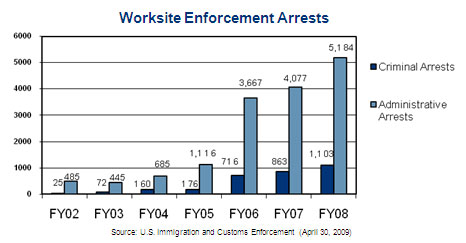 Worksite Enforcement Arrests
6000
5000
4000
3000
2000
1000
0
25 485
72 445
160 685
176 1,116
716 3,667
863 4,077
1,103 5,184
FY02 FY03 FY04 FY05 FY06 FY07 FY08
Criminal Arrests
Administrative
Arrests
Source: U.S. Immigration and Customs Enforcement (April 30, 2009)